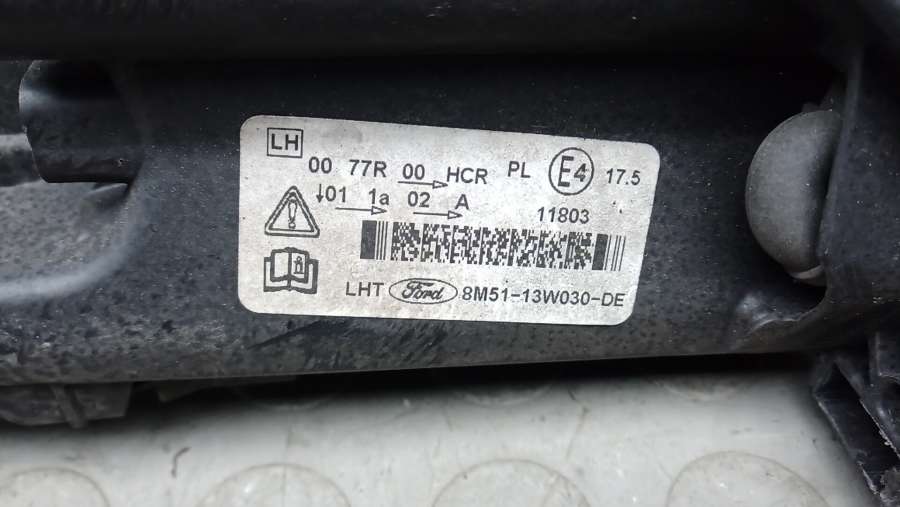 LH
00 77R 00 HCR PL E4 17.5
↓01 1a 02 A 11803
LHT Ford 8M51-13W030-DE